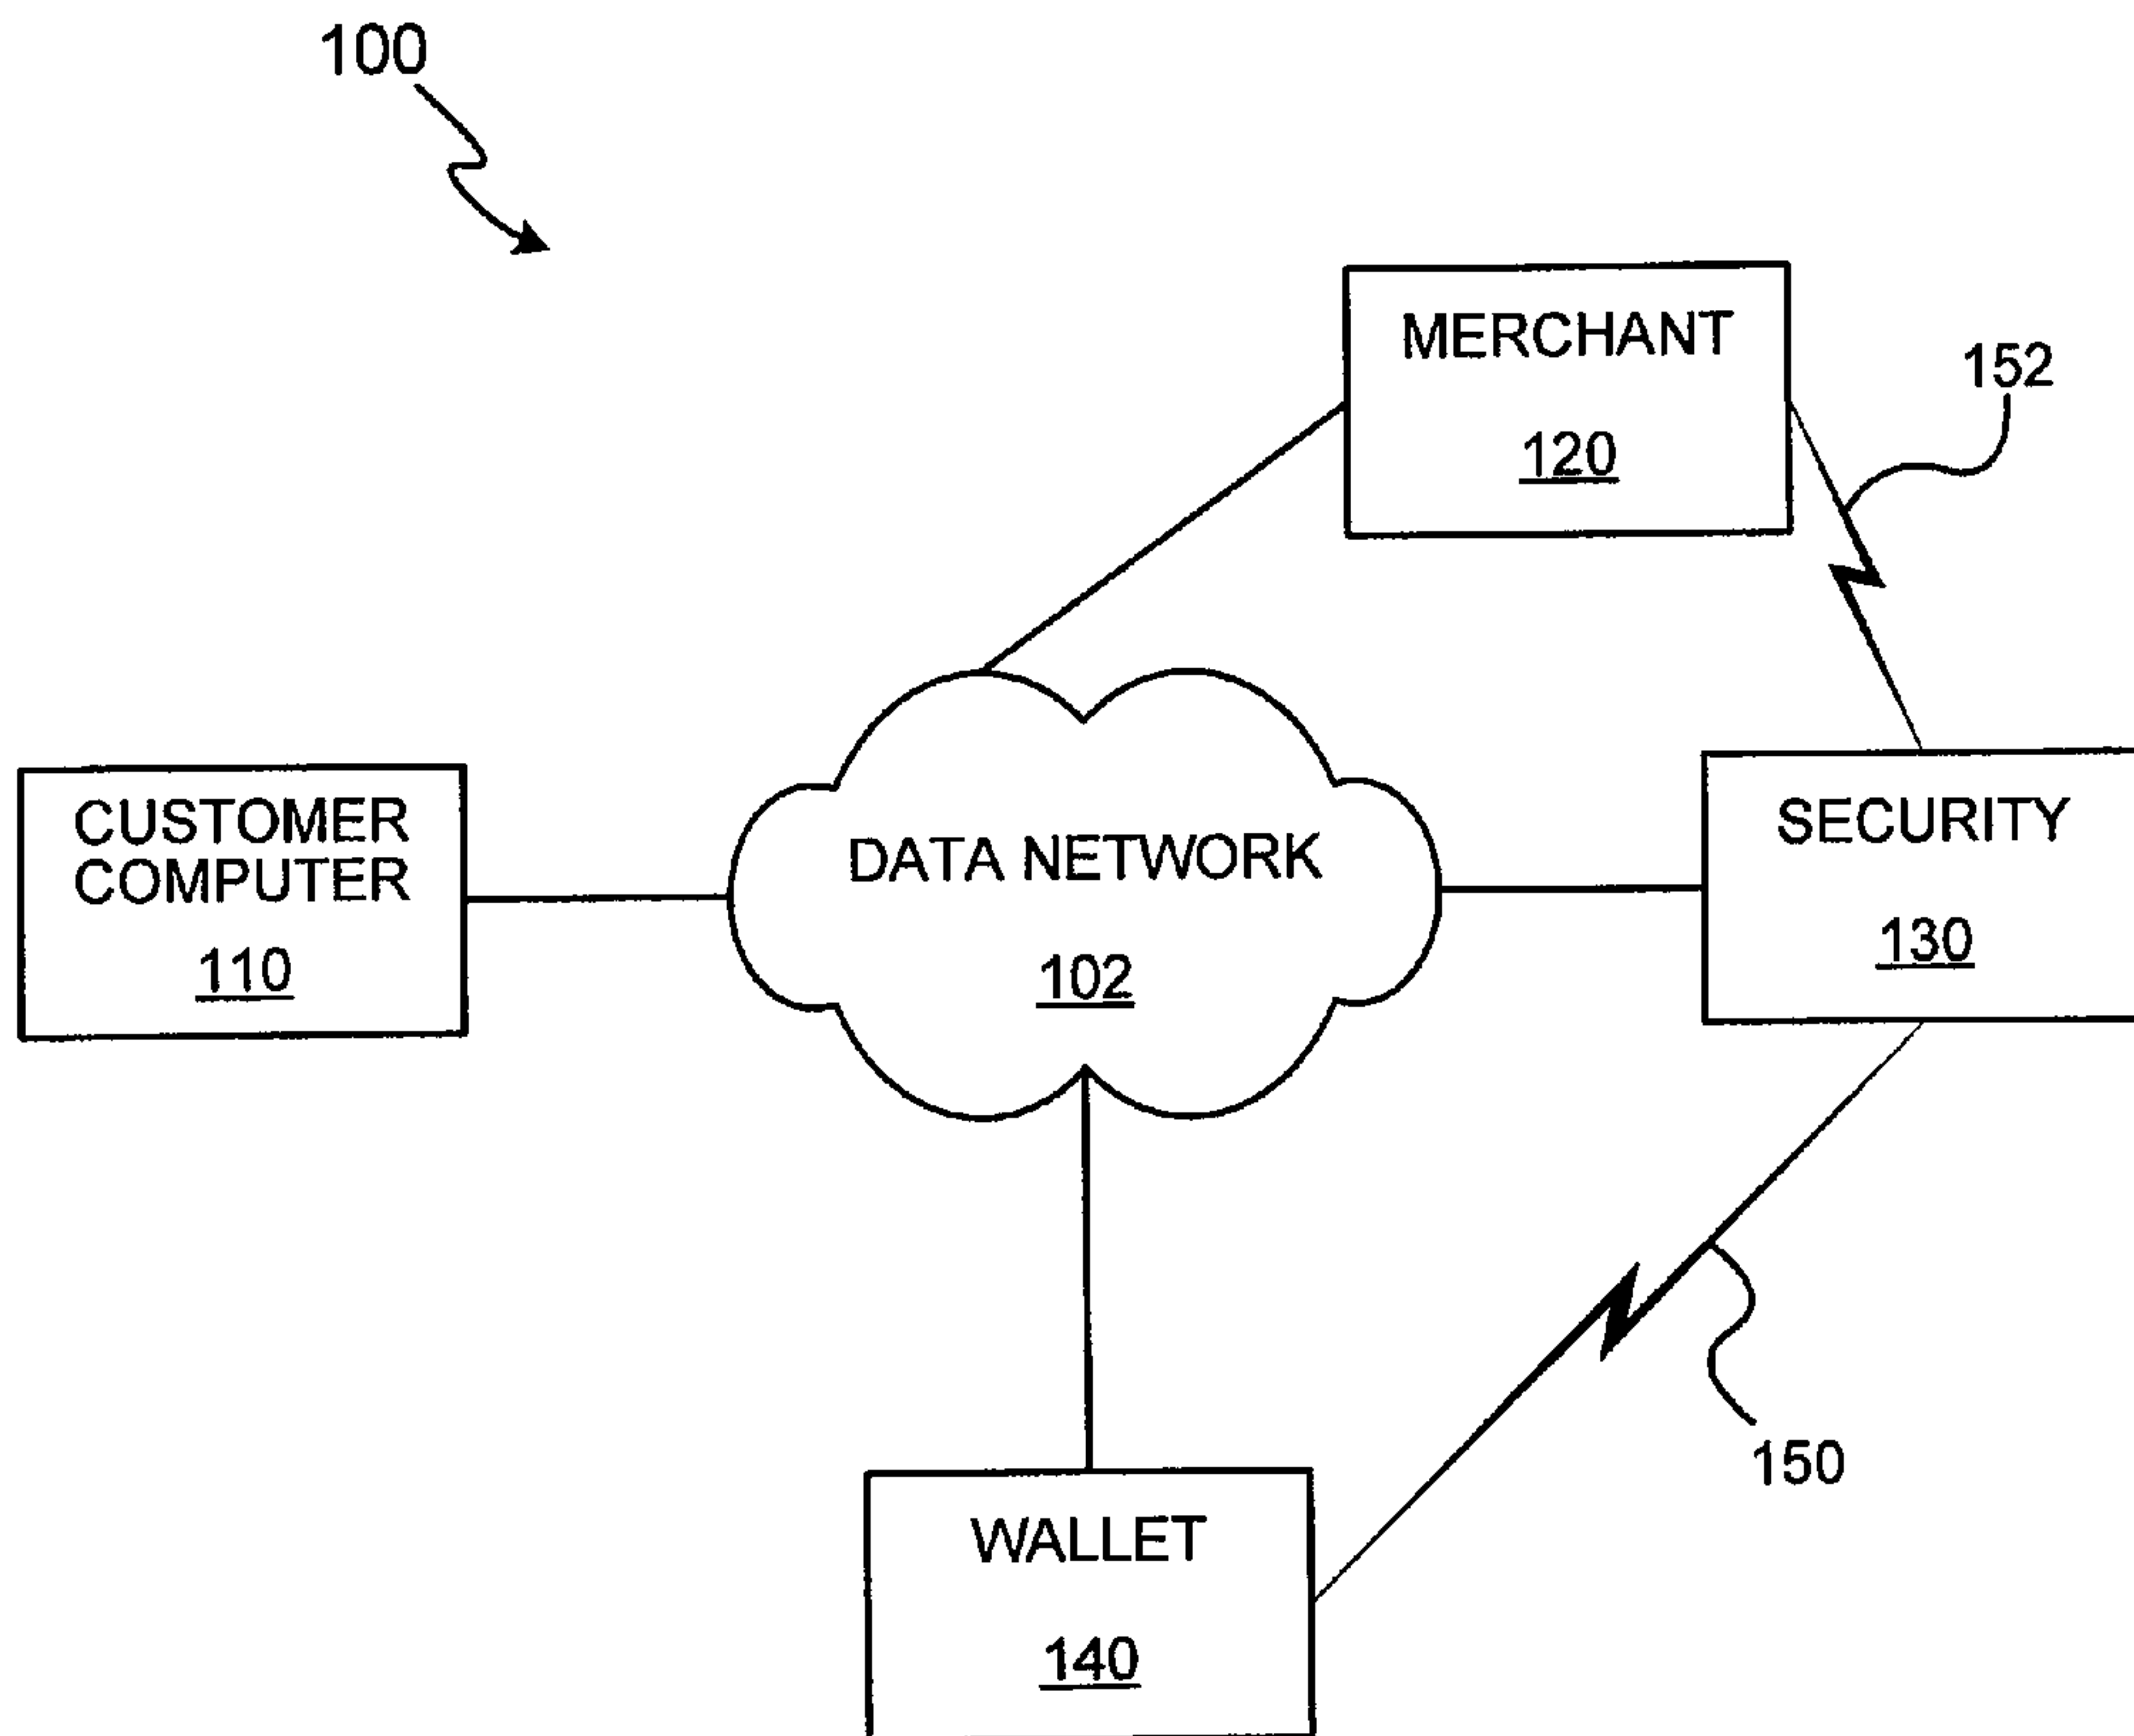 100
MERCHANT
120
152
CUSTOMER
COMPUTER
110
DATA NETWORK
102
SECURITY
130
150
WALLET
140